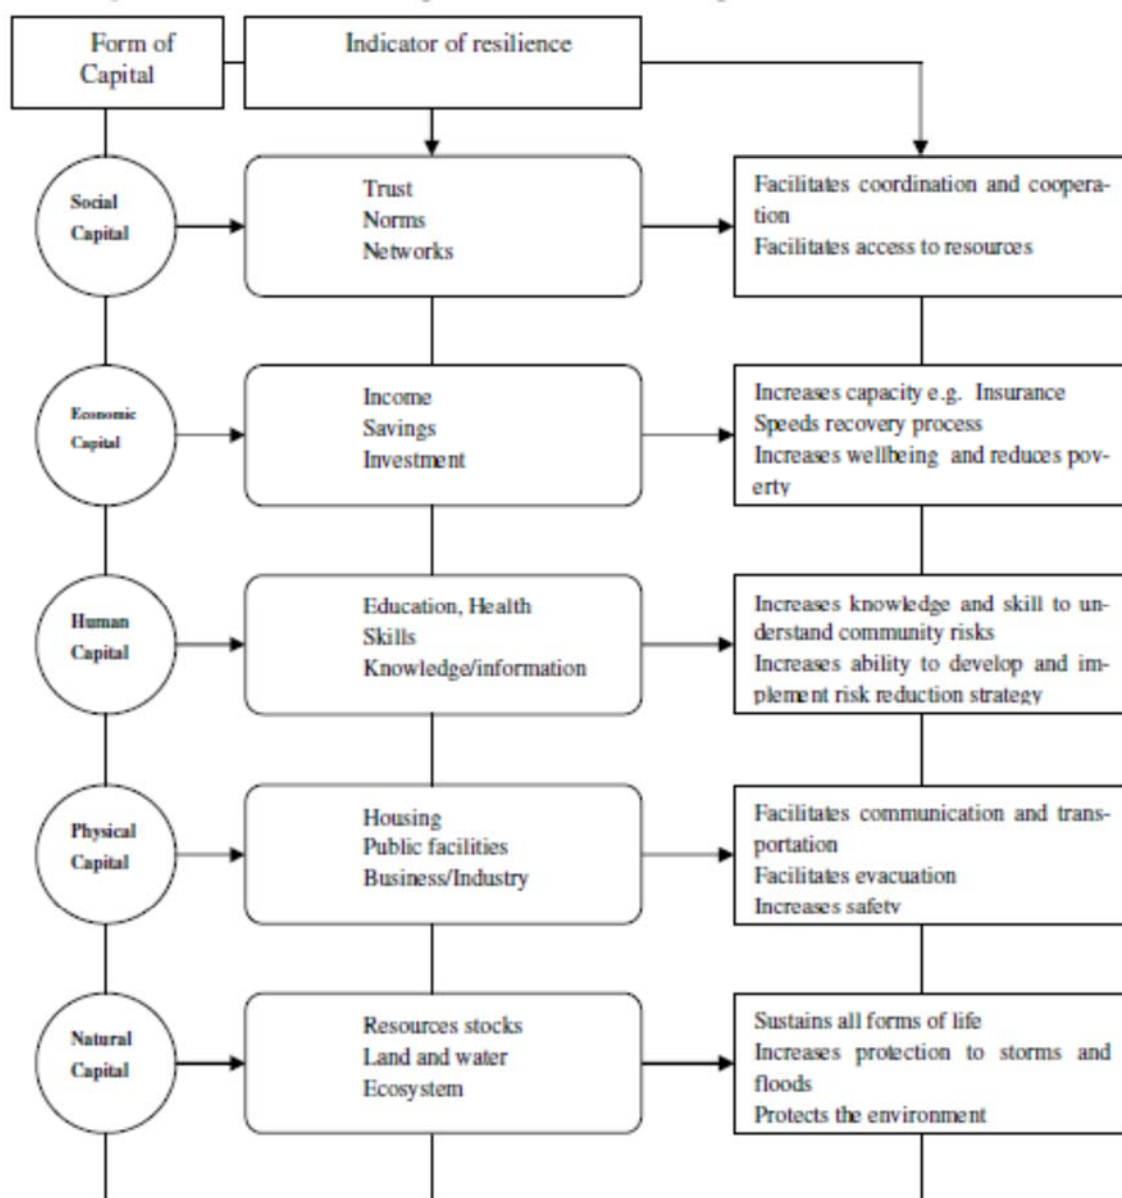 Form of
Capital
Indicator of resilience
Social
Capital
Trust
Norms
Networks
Facilitates coordination and coopera-
tion
Facilitates access to resources
Economic
Capital
Income
Savings
Investment
Increases capacity e.g. Insurance
Speeds recovery process
Increases wellbeing and reduces pov-
erty
Human
Capital
Education, Health
Skills
Knowledge/information
Increases knowledge and skill to un-
derstand community risks
Increases ability to develop and im-
plement risk reduction strategy
Physical
Capital
Housing
Public facilities
Business/Industry
Facilitates communication and trans-
portation
Facilitates evacuation
Increases safety
Natural
Capital
Resources stocks
Land and water
Ecosystem
Sustains all forms of life
Increases protection to storms and
floods
Protects the environment